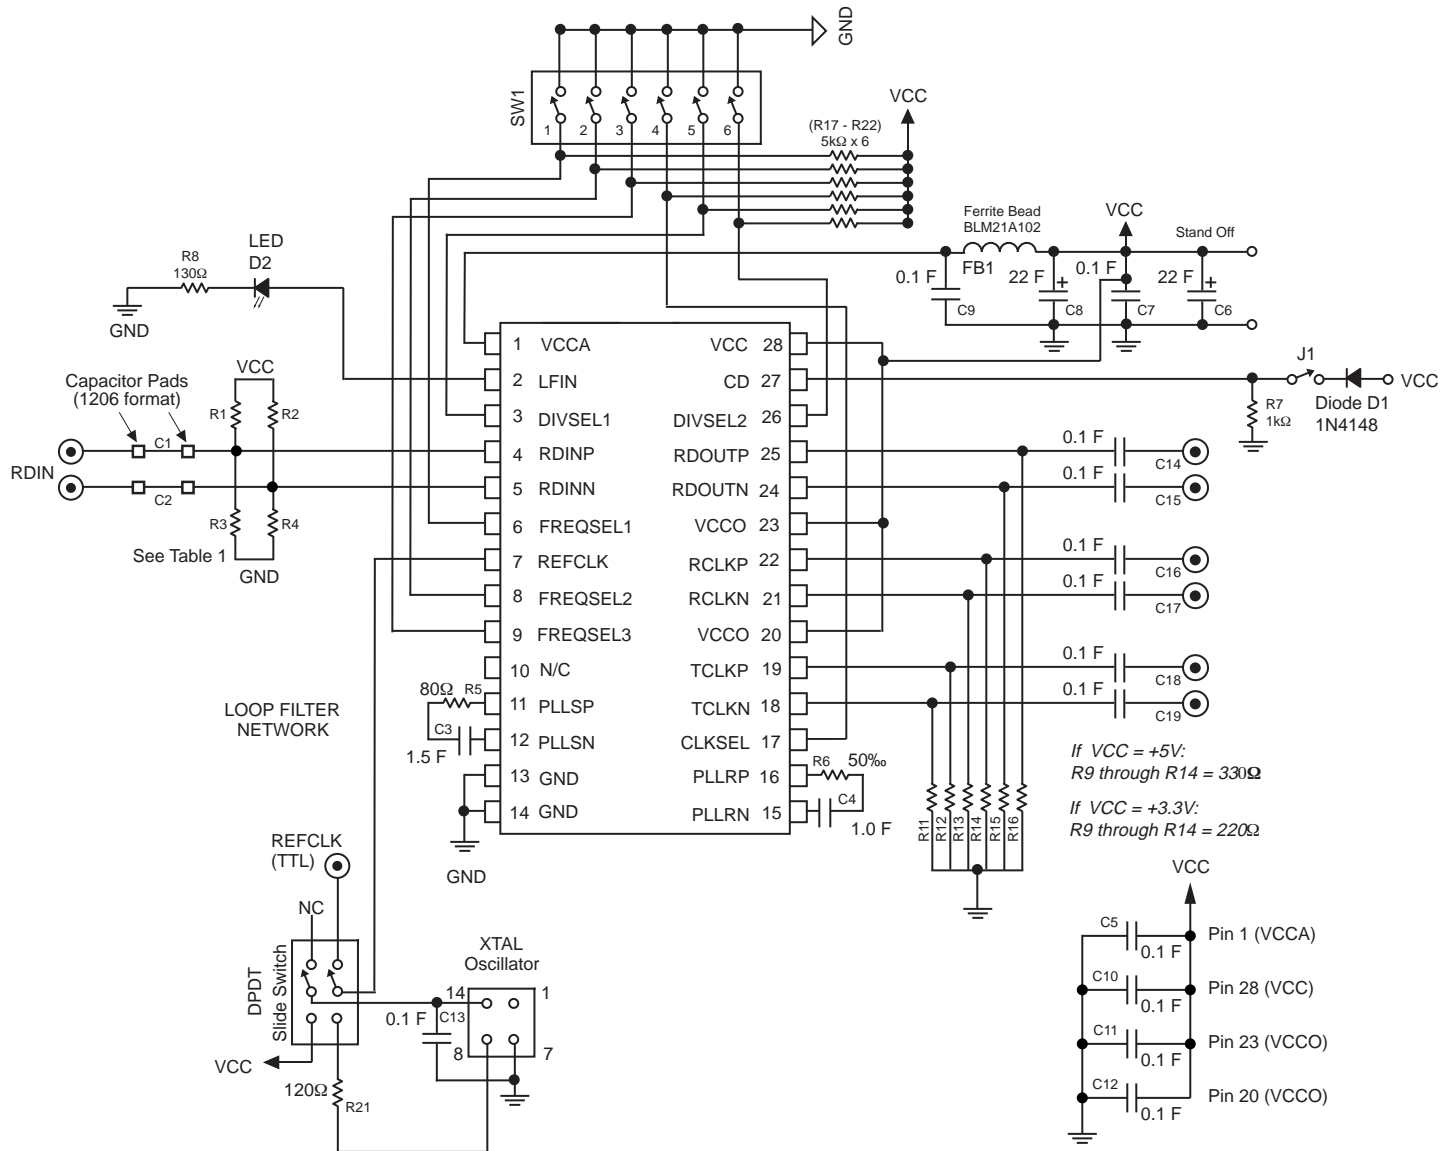 GND
SW1
1 2 3 4 5 6
VCC
(R17 - R22)
5kΩ x 6
Ferrite Bead
BLM21A102
FB1
VCC
Stand Off
0.1 F
C9
22 F
+
C8
0.1 F
C7
22 F
+
C6
LED
D2
R8
130Ω
GND
Capacitor Pads
(1206 format)
VCC
R1
R2
C1
RDIN
C2
R3
R4
See Table 1
GND
1 VCCA
2 LFIN
3 DIVSEL1
4 RDINP
5 RDINN
6 FREQSEL1
7 REFCLK
8 FREQSEL2
9 FREQSEL3
10 N/C
11 PLLSP
12 PLLSN
13 GND
14 GND
VCC 28
CD 27
DIVSEL2 26
RDOUTP 25
RDOUTN 24
VCCO 23
RCLKP 22
RCLKN 21
VCCO 20
TCLKP 19
TCLKN 18
CLKSEL 17
PLLRP 16
PLLRN 15
J1
VCC
R7
1kΩ
Diode D1
1N4148
0.1 F
C14
0.1 F
C15
0.1 F
C16
0.1 F
C17
0.1 F
C18
0.1 F
C19
80Ω
R5
C3
1.5 F
LOOP FILTER
NETWORK
GND
R6
50‰
C4
1.0 F
R11
R12
R13
R14
R15
R16
If VCC = +5V:
R9 through R14 = 330Ω
If VCC = +3.3V:
R9 through R14 = 220Ω
REFCLK
(TTL)
NC
DPDT
Slide Switch
VCC
120Ω
R21
XTAL
Oscillator
14
1
0.1 F
C13
8
7
VCC
C5
0.1 F
Pin 1 (VCCA)
C10
0.1 F
Pin 28 (VCC)
C11
0.1 F
Pin 23 (VCCO)
C12
0.1 F
Pin 20 (VCCO)